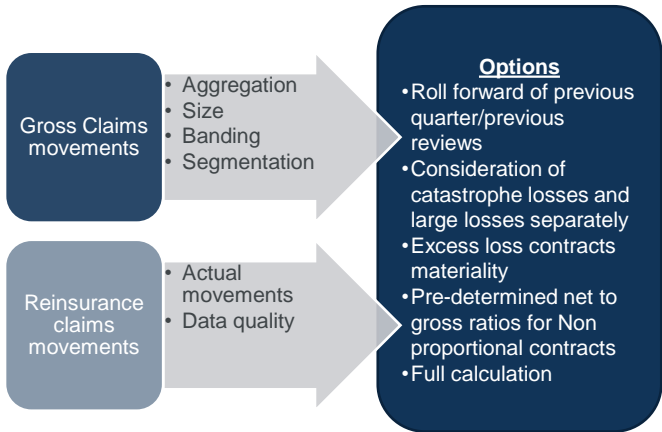 Gross Claims
movements
• Aggregation
• Size
• Banding
• Segmentation
Reinsurance
claims
movements
• Actual
movements
• Data quality
Options
•Roll forward of previous
quarter/previous
reviews
•Consideration of
catastrophe losses and
large losses separately
•Excess loss contracts
materiality
•Pre-determined net to
gross ratios for Non
proportional contracts
•Full calculation